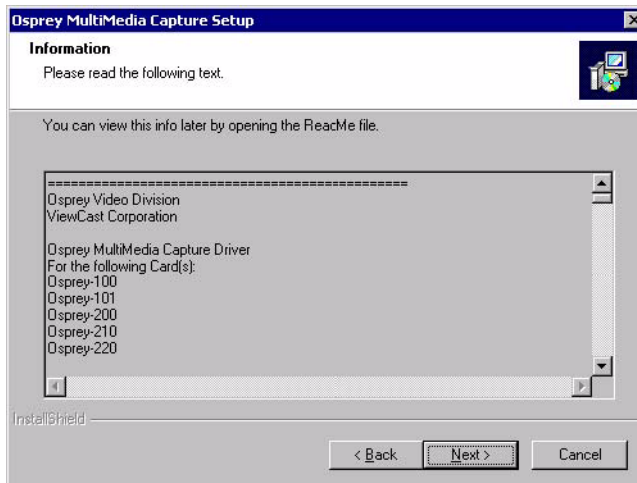 Osprey MultiMedia Capture Setup
Information
Please read the following text.
You can view this info later by opening the ReacMe file.
===============================================
Osprey Video Division
ViewCast Corporation
Osprey MultiMedia Capture Driver
For the following Card(s):
Osprey-100
Osprey-101
Osprey-200
Osprey-210
Osprey-220
InstallShield
< Back
Next >
Cancel